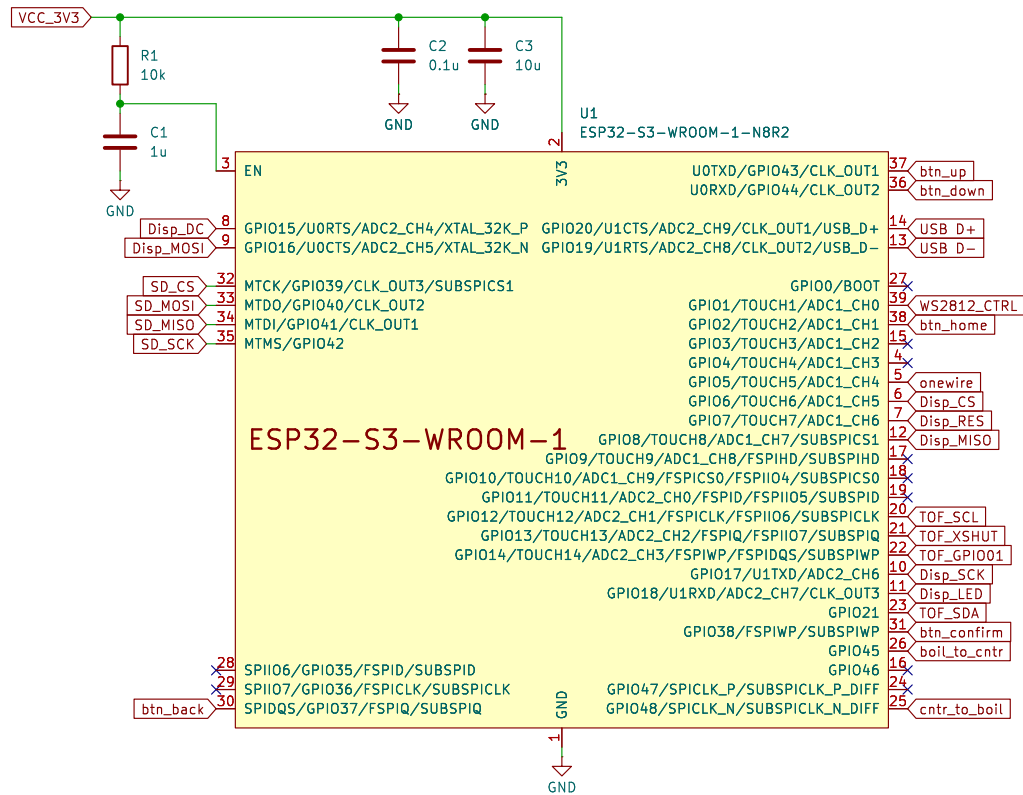 VCC_3V3
R1
10k
C1
1u
GND
C2
0.1u
GND
C3
10u
GND
U1
ESP32-S3-WROOM-1-N8R2
2
3V3
3
EN
Disp_DC
8
GPIO15/U0RTS/ADC2_CH4/XTAL_32K_P
Disp_MOSI
9
GPIO16/U0CTS/ADC2_CH5/XTAL_32K_N
SD_CS
32
MTCK/GPIO39/CLK_OUT3/SUBSPICS1
SD_MOSI
33
MTDO/GPIO40/CLK_OUT2
SD_MISO
34
MTDI/GPIO41/CLK_OUT1
SD_SCK
35
MTMS/GPIO42
ESP32-S3-WROOM-1
28
SPIIO6/GPIO35/FSPID/SUBSPID
29
SPIIO7/GPIO36/FSPICLK/SUBSPICLK
btn_back
30
SPIDQS/GPIO37/FSPIQ/SUBSPIQ
U0TXD/GPIO43/CLK_OUT1
37
btn_up
U0RXD/GPIO44/CLK_OUT2
36
btn_down
GPIO20/U1CTS/ADC2_CH9/CLK_OUT1/USB_D+
14
USB D+
GPIO19/U1RTS/ADC2_CH8/CLK_OUT2/USB_D-
13
USB D-
GPIO0/BOOT
27
GPIO1/TOUCH1/ADC1_CH0
39
WS2812_CTRL
GPIO2/TOUCH2/ADC1_CH1
38
btn_home
GPIO3/TOUCH3/ADC1_CH2
15
GPIO4/TOUCH4/ADC1_CH3
4
GPIO5/TOUCH5/ADC1_CH4
5
onewire
GPIO6/TOUCH6/ADC1_CH5
6
Disp_CS
GPIO7/TOUCH7/ADC1_CH6
7
Disp_RES
GPIO8/TOUCH8/ADC1_CH7/SUBSPICS1
12
Disp_MISO
GPIO9/TOUCH9/ADC1_CH8/FSPIHD/SUBSPIHD
17
GPIO10/TOUCH10/ADC1_CH9/FSPICS0/FSPIIO4/SUBSPICS0
18
GPIO11/TOUCH11/ADC2_CH0/FSPID/FSPIIO5/SUBSPID
19
GPIO12/TOUCH12/ADC2_CH1/FSPICLK/FSPIIO6/SUBSPICLK
20
TOF_SCL
GPIO13/TOUCH13/ADC2_CH2/FSPIQ/FSPIIO7/SUBSPIQ
21
TOF_XSHUT
GPIO14/TOUCH14/ADC2_CH3/FSPIWP/FSPIDQS/SUBSPIWP
22
TOF_GPIO01
GPIO17/U1TXD/ADC2_CH6
10
Disp_SCK
GPIO18/U1RXD/ADC2_CH7/CLK_OUT3
11
Disp_LED
GPIO21
23
TOF_SDA
GPIO38/FSPIWP/SUBSPIWP
31
btn_confirm
GPIO45
26
boil_to_cntr
GPIO46
16
GPIO47/SPICLK_P/SUBSPICLK_P_DIFF
24
GPIO48/SPICLK_N/SUBSPICLK_N_DIFF
25
cntr_to_boil
GND
1
GND